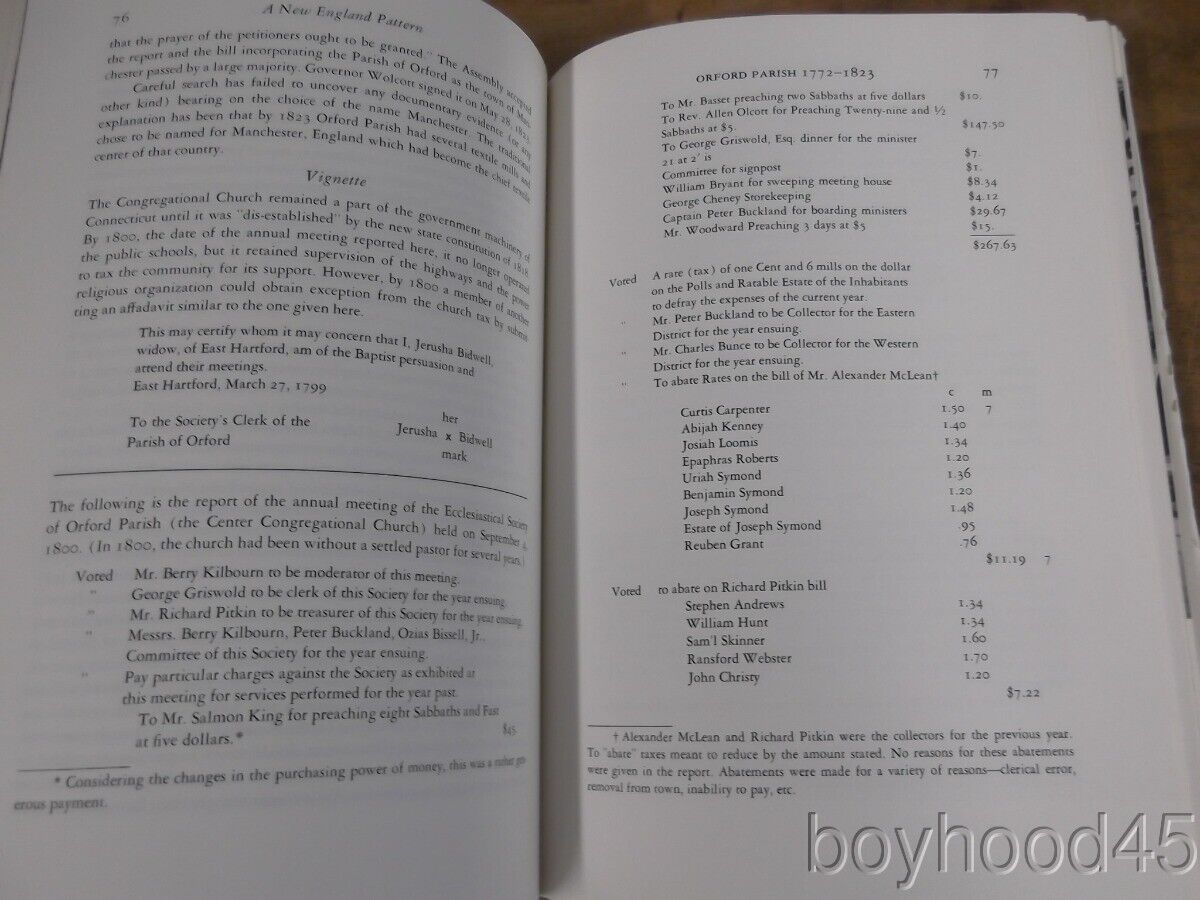 76
A New England Pattern
that the prayer of the petitioners ought to be granted." The Assembly accepted
the report and the bill incorporating the Parish of Orford as the town of Man-
chester passed by a large majority. Governor Wolcott signed it on May 28, 1823.
Careful search has failed to uncover any documentary evidence (or any
other kind) bearing on the choice of the name Manchester. The traditional
explanation has been that by 1823 Orford Parish had several textile mills and
chose to be named for Manchester, England which had become the chief textile
center of that country.
Vignette
The Congregational Church remained a part of the government machinery of
Connecticut until it was "dis-established" by the new state constitution of 1818.
By 1800, the date of the annual meeting reported here, it no longer operated
the public schools, but it retained supervision of the highways and the power
to tax the community for its support. However, by 1800 a member of another
religious organization could obtain exception from the church tax by submit-
ting an affadavit similar to the one given here.
This may certify whom it may concern that I, Jerusha Bidwell,
widow, of East Hartford, am of the Baptist persuasion and
attend their meetings.
East Hartford, March 27, 1799
To the Society's Clerk of the
Parish of Orford
her
Jerusha x Bidwell
mark
The following is the report of the annual meeting of the Ecclesiastical Society
of Orford Parish (the Center Congregational Church) held on September
1800. (In 1800, the church had been without a settled pastor for several years.)
Voted Mr. Berry Kilbourn to be moderator of this meeting.
" George Griswold to be clerk of this Society for the year ensuing.
" Mr. Richard Pitkin to be treasurer of this Society for the year ensuing.
" Messrs. Berry Kilbourn, Peter Buckland, Ozias Bissell, Jr.,
Committee of this Society for the year ensuing.
" Pay particular charges against the Society as exhibited at
this meeting for services performed for the year past.
To Mr. Salmon King for preaching eight Sabbaths and Fast
at five dollars.* $45
* Considering the changes in the purchasing power of money, this was a rather gen-
erous payment.
ORFORD PARISH 1772–1823 77
To Mr. Basset preaching two Sabbaths at five dollars $10.
To Rev. Allen Olcott for Preaching Twenty-nine and ½
Sabbaths at $5. $147.50
To George Griswold, Esq. dinner for the minister
21 at 2' is $7.
Committee for signpost $1.
William Bryant for sweeping meeting house $8.34
George Cheney Storekeeping $4.12
Captain Peter Buckland for boarding ministers $29.67
Mr. Woodward Preaching 3 days at $5 $15.
$267.63
Voted A rate (tax) of one Cent and 6 mills on the dollar
on the Polls and Ratable Estate of the Inhabitants
to defray the expenses of the current year.
" Mr. Peter Buckland to be Collector for the Eastern
District for the year ensuing.
" Mr. Charles Bunce to be Collector for the Western
District for the year ensuing.
" To abate Rates on the bill of Mr. Alexander McLean†
c m
Curtis Carpenter 1.50 7
Abijah Kenney 1.40
Josiah Loomis 1.34
Epaphras Roberts 1.20
Uriah Symond 1.36
Benjamin Symond 1.20
Joseph Symond 1.48
Estate of Joseph Symond .95
Reuben Grant .76
$11.19 7
Voted to abate on Richard Pitkin bill
Stephen Andrews 1.34
William Hunt 1.34
Sam'l Skinner 1.60
Ransford Webster 1.70
John Christy 1.20
$7.22
† Alexander McLean and Richard Pitkin were the collectors for the previous year.
To "abate" taxes meant to reduce by the amount stated. No reasons for these abatements
were given in the report. Abatements were made for a variety of reasons—clerical error,
removal from town, inability to pay, etc.
boyhood45